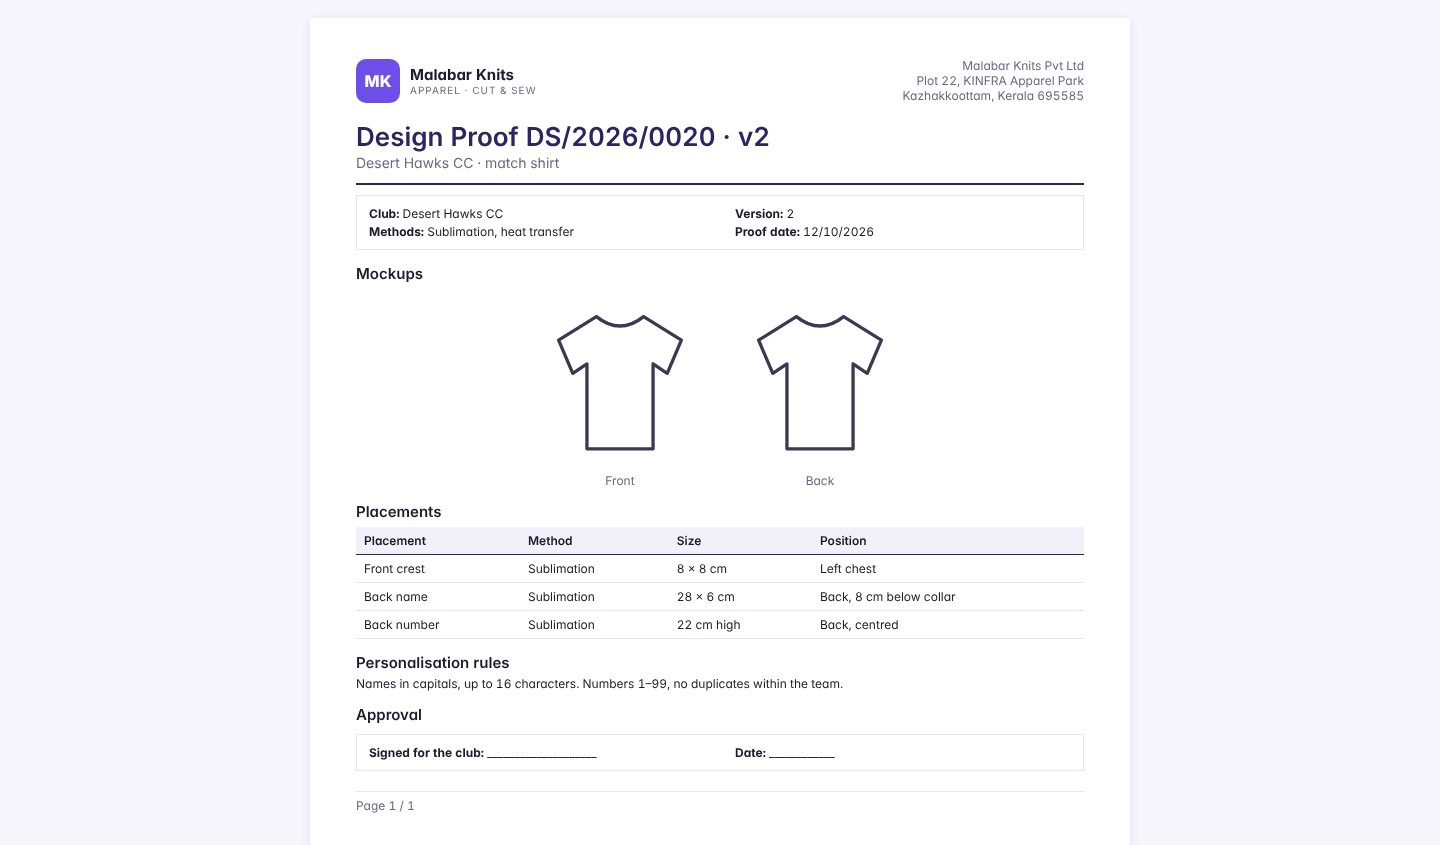 MK
Malabar Knits
APPAREL · CUT & SEW
Malabar Knits Pvt Ltd
Plot 22, KINFRA Apparel Park
Kazhakkoottam, Kerala 695585
Design Proof DS/2026/0020 · v2
Desert Hawks CC · match shirt
Club: Desert Hawks CC
Version: 2
Methods: Sublimation, heat transfer
Proof date: 12/10/2026
Mockups
Front
Back
Placements
Placement Method Size Position
Front crest Sublimation 8 × 8 cm Left chest
Back name Sublimation 28 × 6 cm Back, 8 cm below collar
Back number Sublimation 22 cm high Back, centred
Personalisation rules
Names in capitals, up to 16 characters. Numbers 1–99, no duplicates within the team.
Approval
Signed for the club: ____________________
Date: ____________
Page 1 / 1